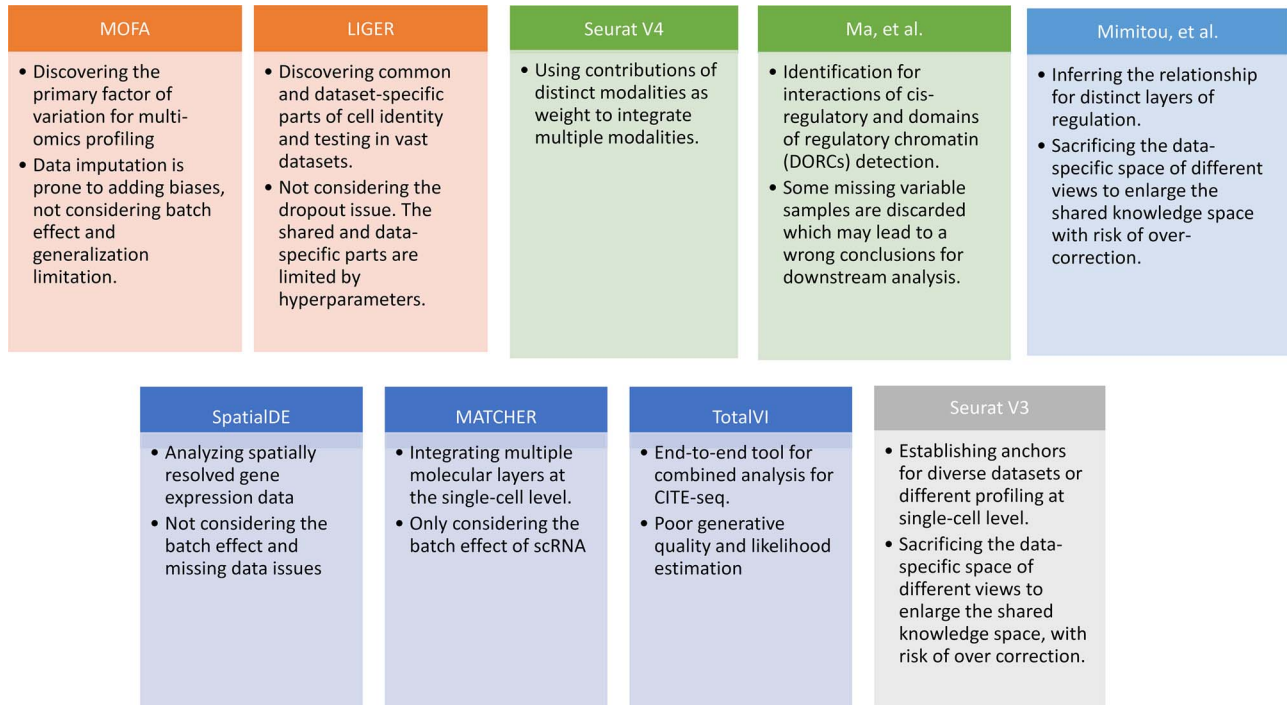 MOFA
• Discovering the
primary factor of
variation for multi-
omics profiling
• Data imputation is
prone to adding biases,
not considering batch
effect and
generalization
limitation.
LIGER
• Discovering common
and dataset-specific
parts of cell identity
and testing in vast
datasets.
• Not considering the
dropout issue. The
shared and data-
specific parts are
limited by
hyperparameters.
Seurat V4
• Using contributions of
distinct modalities as
weight to integrate
multiple modalities.
Ma, et al.
• Identification for
interactions of cis-
regulatory and domains
of regulatory chromatin
(DORCs) detection.
• Some missing variable
samples are discarded
which may lead to a
wrong conclusions for
downstream analysis.
Mimitou, et al.
• Inferring the relationship
for distinct layers of
regulation.
• Sacrificing the data-
specific space of different
views to enlarge the
shared knowledge space
with risk of over-
correction.
SpatialDE
• Analyzing spatially
resolved gene
expression data
• Not considering the
batch effect and
missing data issues
MATCHER
• Integrating multiple
molecular layers at
the single-cell level.
• Only considering the
batch effect of scRNA
TotalVI
• End-to-end tool for
combined analysis for
CITE-seq.
• Poor generative
quality and likelihood
estimation
Seurat V3
• Establishing anchors
for diverse datasets or
different profiling at
single-cell level.
• Sacrificing the data-
specific space of
different views to
enlarge the shared
knowledge space, with
risk of over correction.